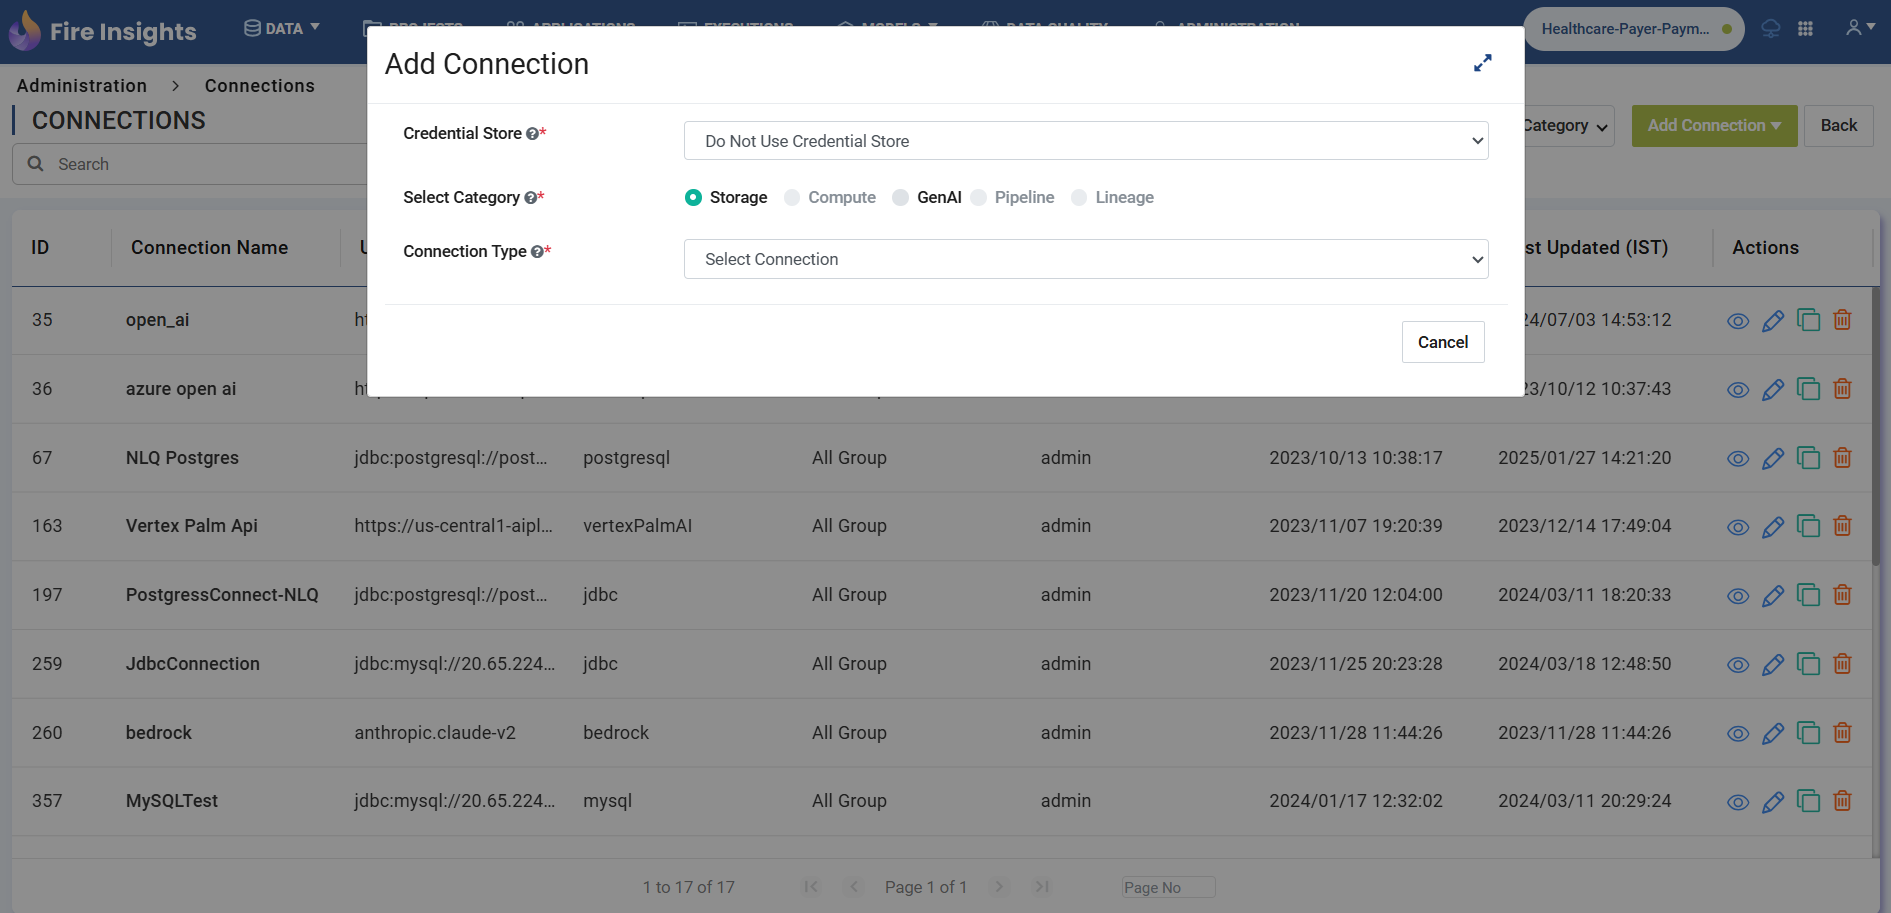 Fire Insights
DATA
PROJECTS
APPLICATIONS
EXECUTIONS
MODELS
DATA QUALITY
ADMINISTRATION
Healthcare-Payer-Paym...
Administration > Connections
CONNECTIONS
Search
Category
Add Connection
Back
Add Connection
Credential Store ?*
Do Not Use Credential Store
Select Category ?*
Storage Compute GenAI Pipeline Lineage
Connection Type ?*
Select Connection
Cancel
ID Connection Name U st Updated (IST) Actions
35 open_ai ht 24/07/03 14:53:12
36 azure open ai 23/10/12 10:37:43
67 NLQ Postgres jdbc:postgresql://post... postgresql All Group admin 2023/10/13 10:38:17 2025/01/27 14:21:20
163 Vertex Palm Api https://us-central1-aipl... vertexPalmAI All Group admin 2023/11/07 19:20:39 2023/12/14 17:49:04
197 PostgressConnect-NLQ jdbc:postgresql://post... jdbc All Group admin 2023/11/20 12:04:00 2024/03/11 18:20:33
259 JdbcConnection jdbc:mysql://20.65.224... jdbc All Group admin 2023/11/25 20:23:28 2024/03/18 12:48:50
260 bedrock anthropic.claude-v2 bedrock All Group admin 2023/11/28 11:44:26 2023/11/28 11:44:26
357 MySQLTest jdbc:mysql://20.65.224... mysql All Group admin 2024/01/17 12:32:02 2024/03/11 20:29:24
1 to 17 of 17 Page 1 of 1 Page No